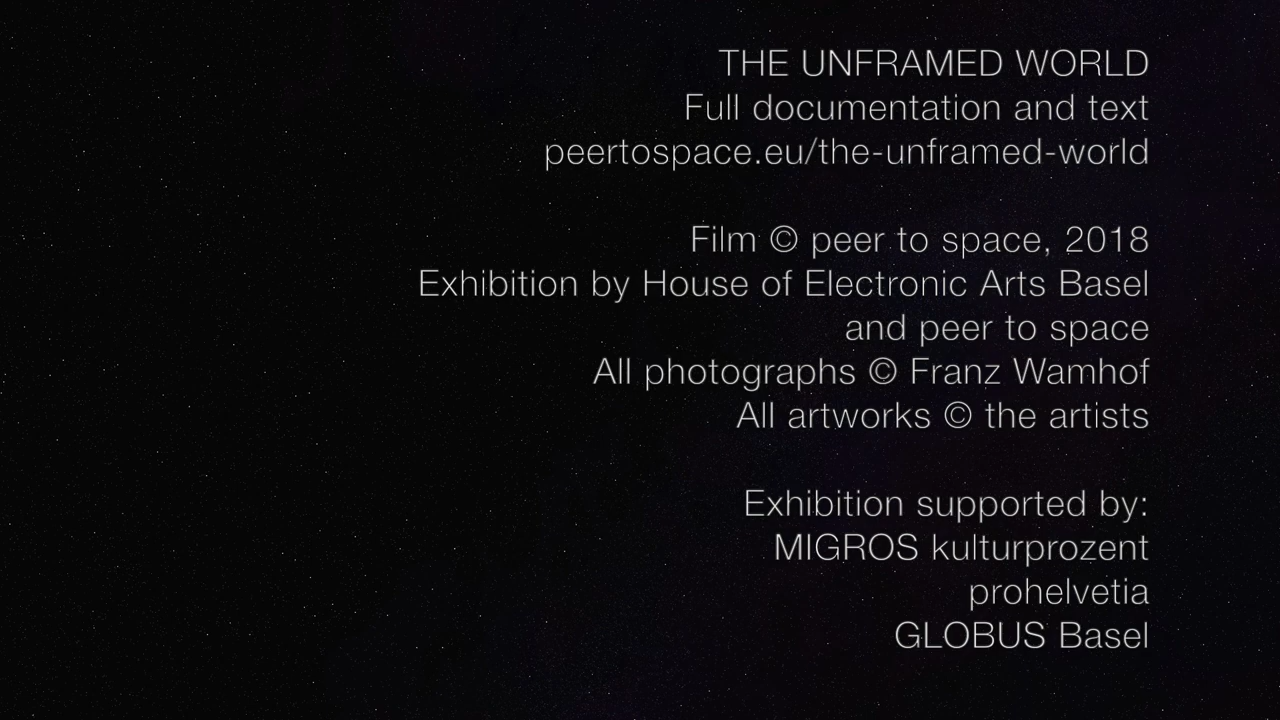 THE UNFRAMED WORLD
Full documentation and text
peertospace.eu/the-unframed-world
Film © peer to space, 2018
Exhibition by House of Electronic Arts Basel
and peer to space
All photographs © Franz Wamhof
All artworks © the artists
Exhibition supported by:
MIGROS kulturprozent
prohelvetia
GLOBUS Basel